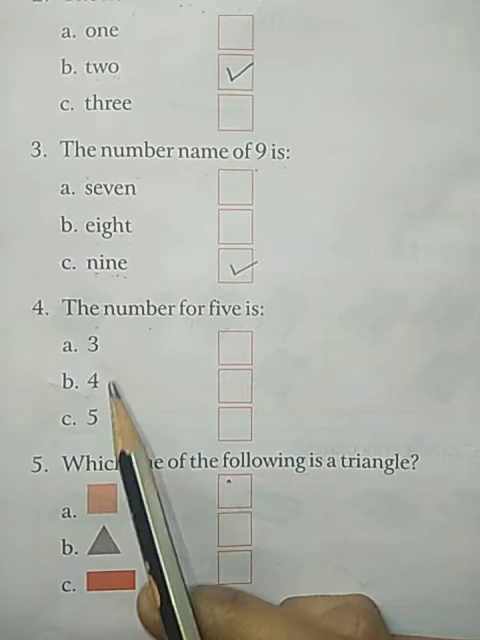 a. one
b. two
c. three
3. The number name of 9 is:
a. seven
b. eight
c. nine
4. The number for five is:
a. 3
b. 4
c. 5
5. of the following is a triangle?
a.
b.
c.